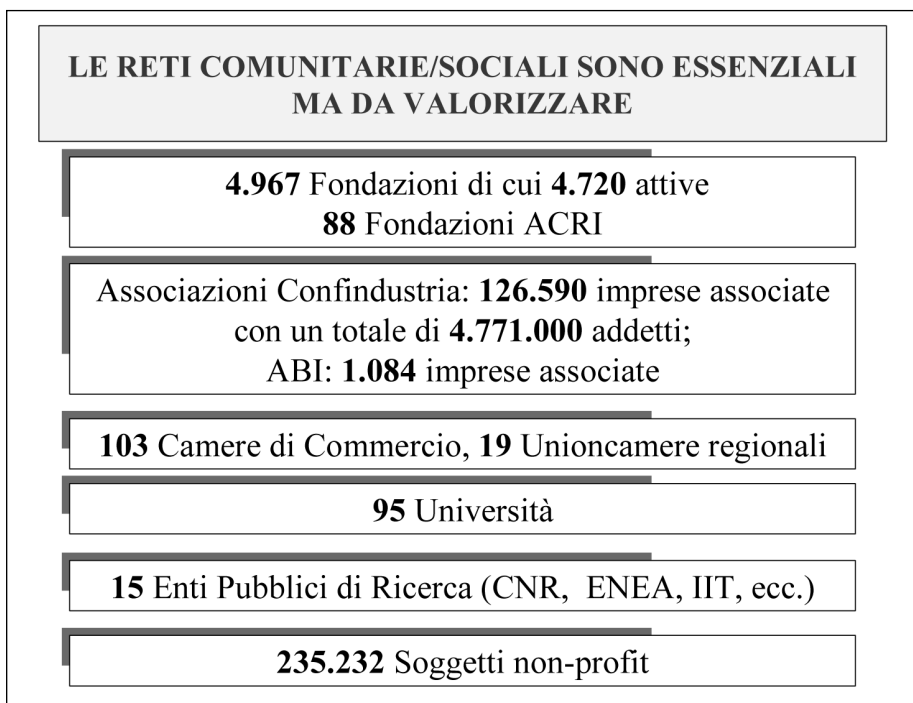 LE RETI COMUNITARIE/SOCIALI SONO ESSENZIALI
MA DA VALORIZZARE
4.967 Fondazioni di cui 4.720 attive
88 Fondazioni ACRI
Associazioni Confindustria: 126.590 imprese associate
con un totale di 4.771.000 addetti;
ABI: 1.084 imprese associate
103 Camere di Commercio, 19 Unioncamere regionali
95 Università
15 Enti Pubblici di Ricerca (CNR, ENEA, IIT, ecc.)
235.232 Soggetti non-profit